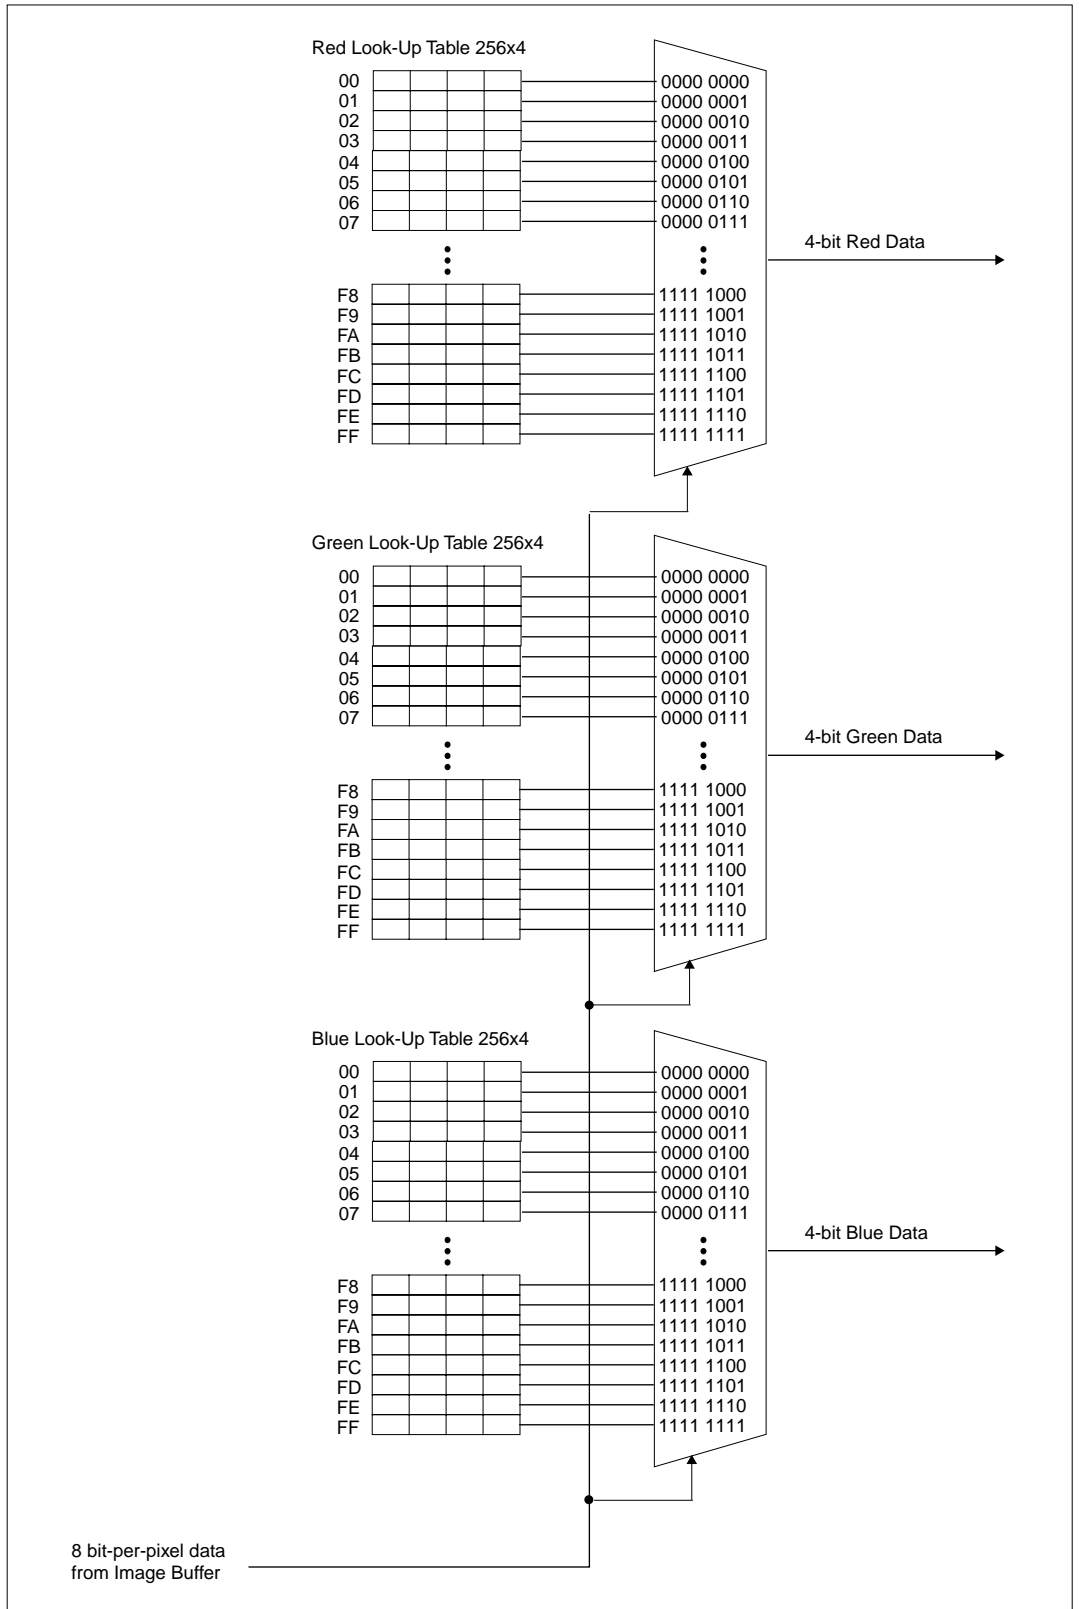 Red Look-Up Table 256x4
00 0000 0000
01 0000 0001
02 0000 0010
03 0000 0011
04 0000 0100
05 0000 0101
06 0000 0110
07 0000 0111
4-bit Red Data
F8 1111 1000
F9 1111 1001
FA 1111 1010
FB 1111 1011
FC 1111 1100
FD 1111 1101
FE 1111 1110
FF 1111 1111
Green Look-Up Table 256x4
00 0000 0000
01 0000 0001
02 0000 0010
03 0000 0011
04 0000 0100
05 0000 0101
06 0000 0110
07 0000 0111
4-bit Green Data
F8 1111 1000
F9 1111 1001
FA 1111 1010
FB 1111 1011
FC 1111 1100
FD 1111 1101
FE 1111 1110
FF 1111 1111
Blue Look-Up Table 256x4
00 0000 0000
01 0000 0001
02 0000 0010
03 0000 0011
04 0000 0100
05 0000 0101
06 0000 0110
07 0000 0111
4-bit Blue Data
F8 1111 1000
F9 1111 1001
FA 1111 1010
FB 1111 1011
FC 1111 1100
FD 1111 1101
FE 1111 1110
FF 1111 1111
8 bit-per-pixel data
from Image Buffer